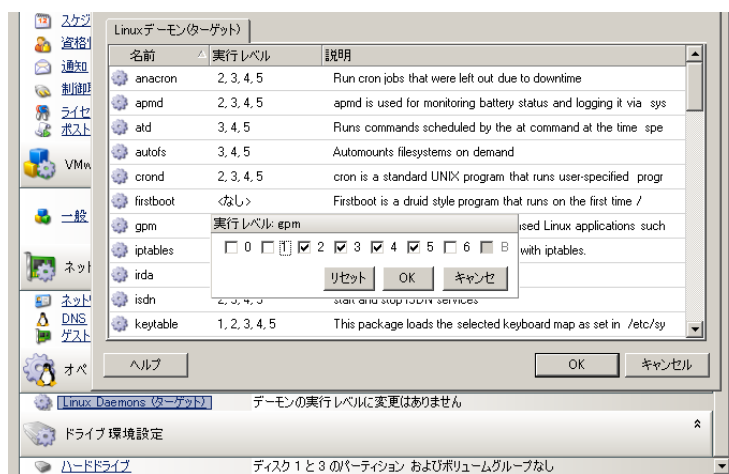 スケジ
資格情
通知
制御
ライセ
ポスト
VMw
一般
ネット
ネット
DNS
ゲスト
オペ
Linuxデーモン(ターゲット)
名前 実行レベル 説明
anacron 2, 3, 4, 5 Run cron jobs that were left out due to downtime
apmd 2, 3, 4, 5 apmd is used for monitoring battery status and logging it via sys
atd 3, 4, 5 Runs commands scheduled by the at command at the time spe
autofs 3, 4, 5 Automounts filesystems on demand
crond 2, 3, 4, 5 cron is a standard UNIX program that runs user-specified progr
firstboot <なし> Firstboot is a druid style program that runs on the first time /
gpm 実行レベル: gpm sed Linux applications such
iptables 0 1 2 3 4 5 6 B with iptables.
irda リセット OK キャンセ
isdn 2, 3, 4, 5 start and stop ISDN services
keytable 1, 2, 3, 4, 5 This package loads the selected keyboard map as set in /etc/sy
ヘルプ OK キャンセル
Linux Daemons (ターゲット) デーモンの実行レベルに変更はありません
ドライブ環境設定
ハードドライブ ディスク 1 と 3 のパーティション およびボリュームグループなし